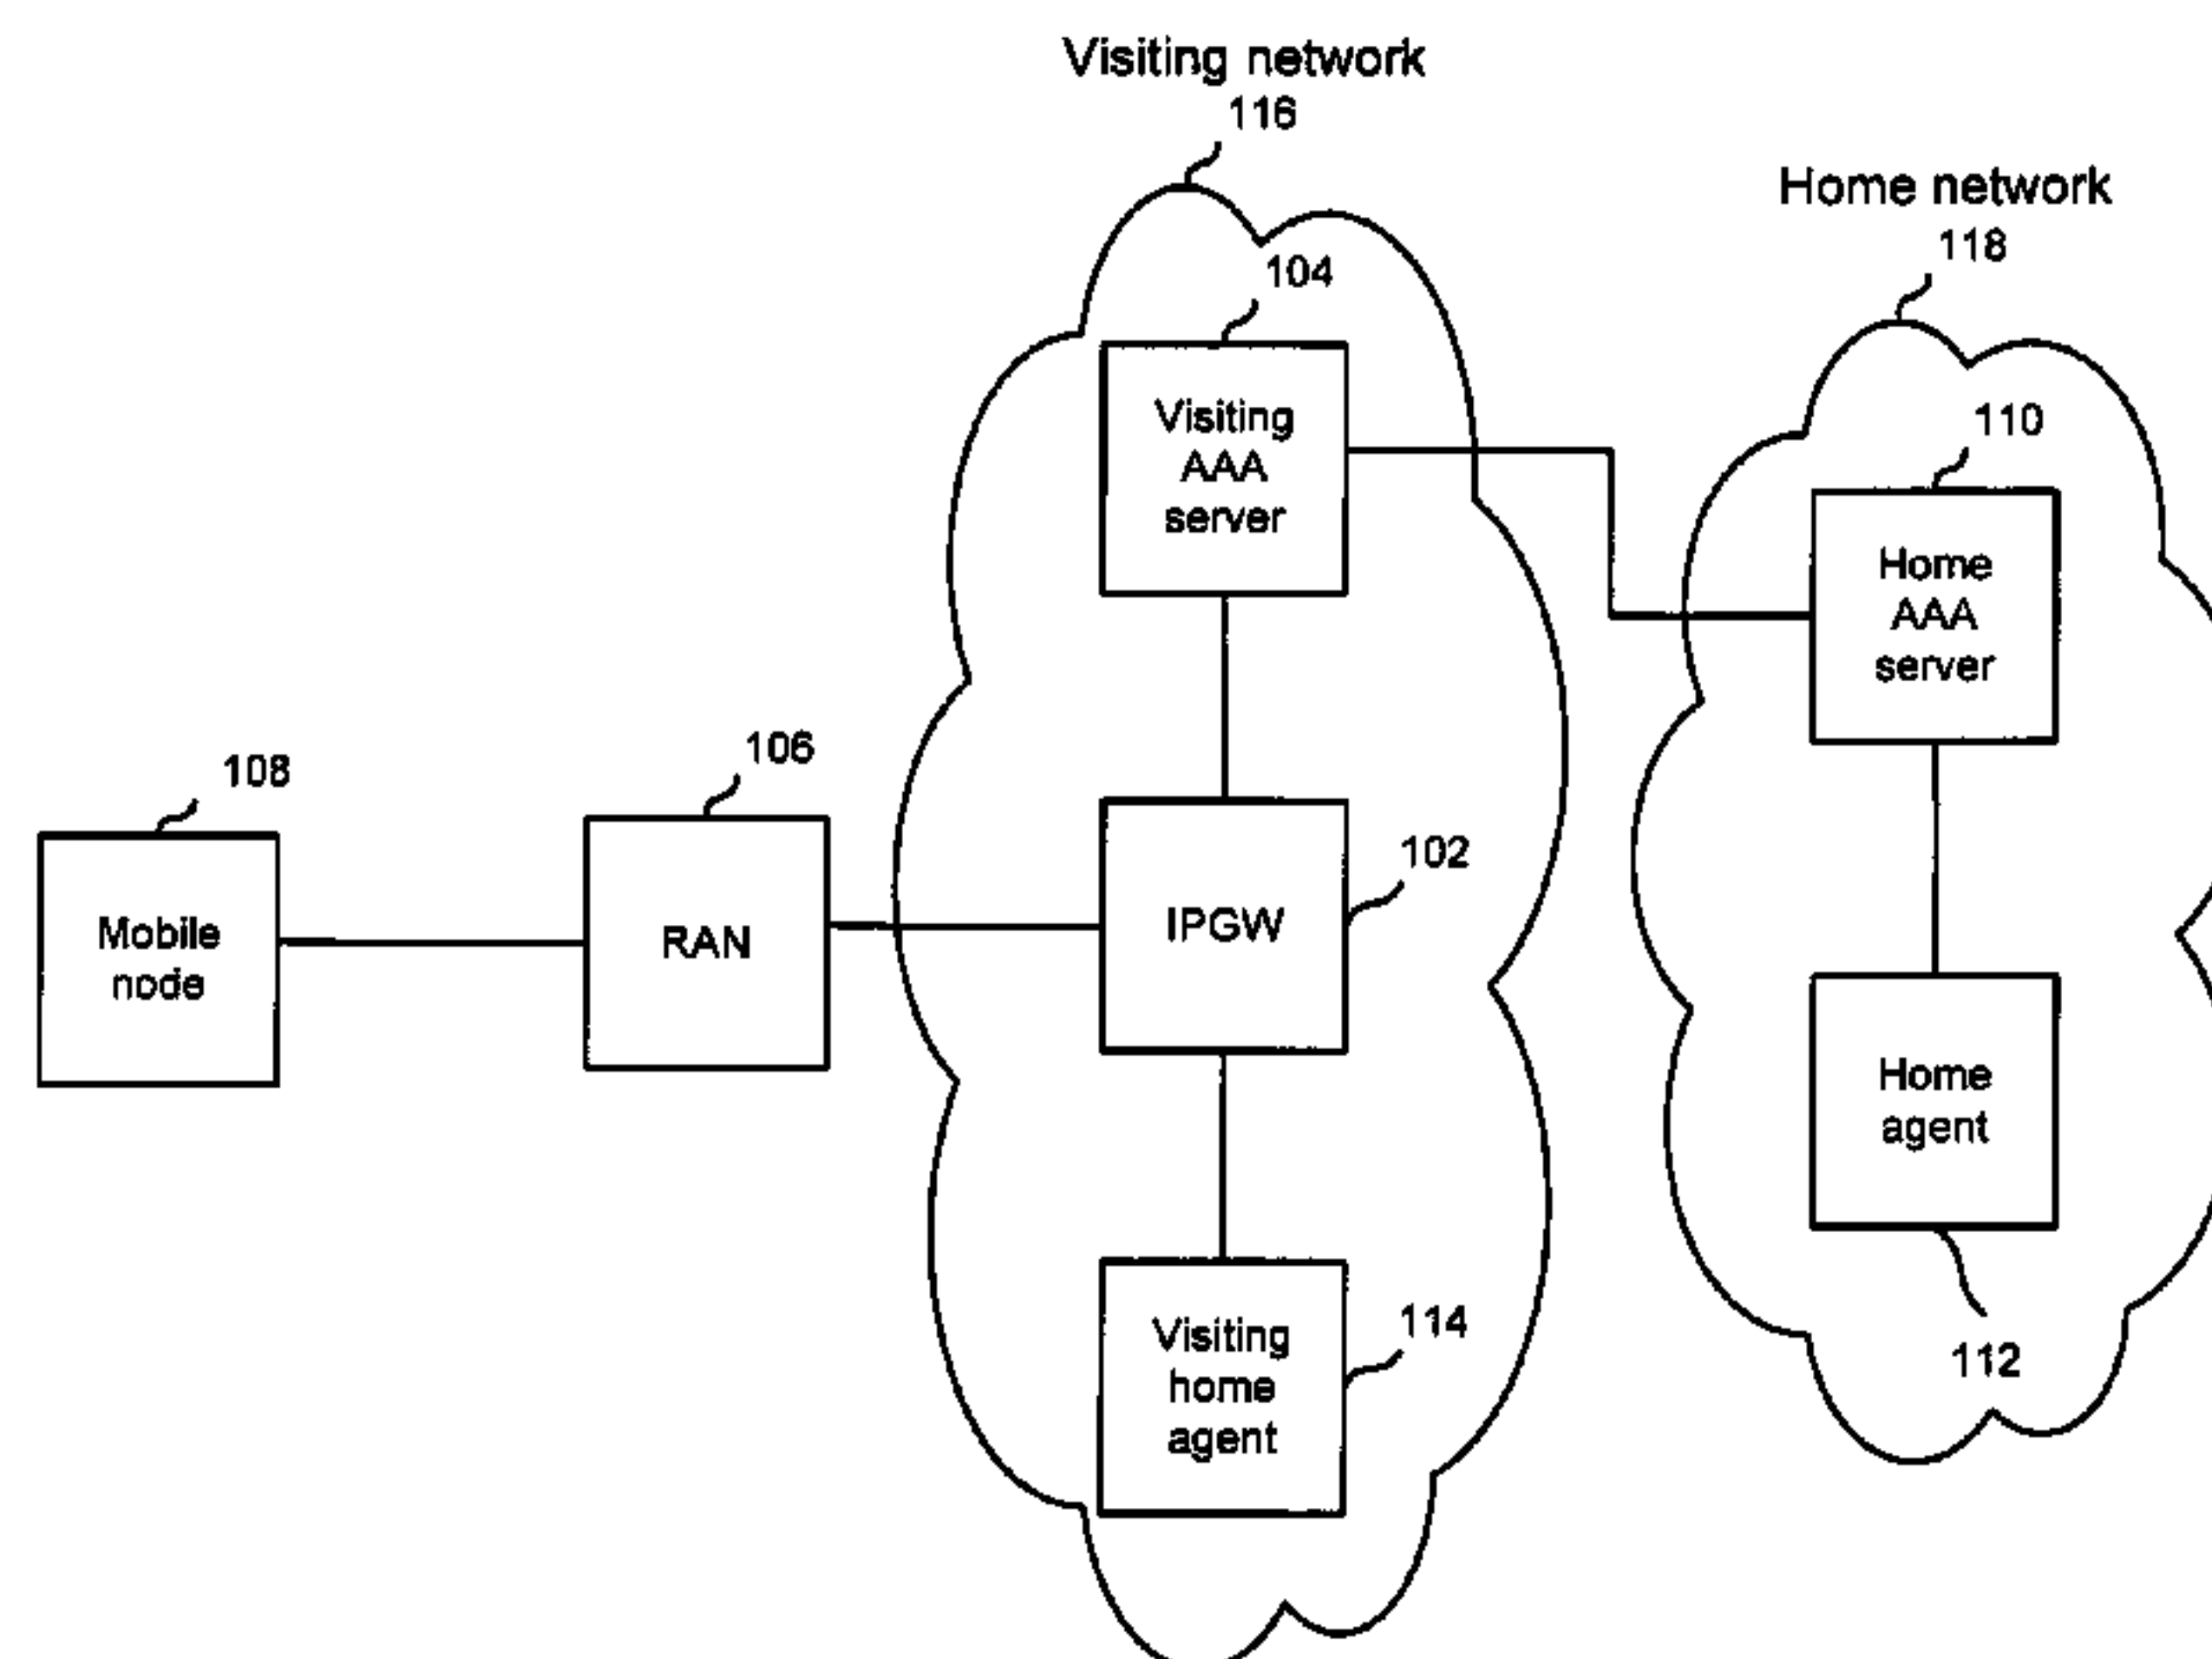 Visiting network
116
Home network
118
104
Visiting
AAA
server
110
Home
AAA
server
108
Mobile
node
106
RAN
102
IPGW
Home
agent
112
114
Visiting
home
agent